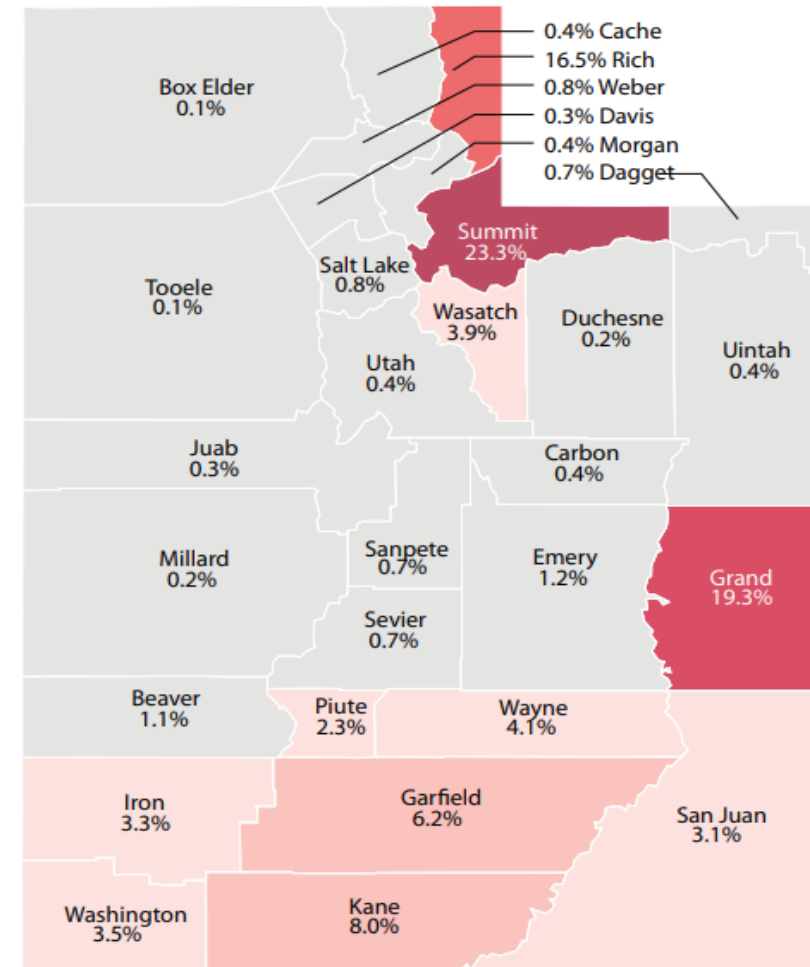 0.4% Cache
16.5% Rich
0.8% Weber
0.3% Davis
0.4% Morgan
0.7% Dagget
Box Elder
0.1%
Summit
23.3%
Salt Lake
0.8%
Tooele
0.1%
Wasatch
3.9%
Duchesne
0.2%
Uintah
0.4%
Utah
0.4%
Juab
0.3%
Carbon
0.4%
Millard
0.2%
Sanpete
0.7%
Emery
1.2%
Grand
19.3%
Sevier
0.7%
Beaver
1.1%
Piute
2.3%
Wayne
4.1%
Iron
3.3%
Garfield
6.2%
San Juan
3.1%
Washington
3.5%
Kane
8.0%